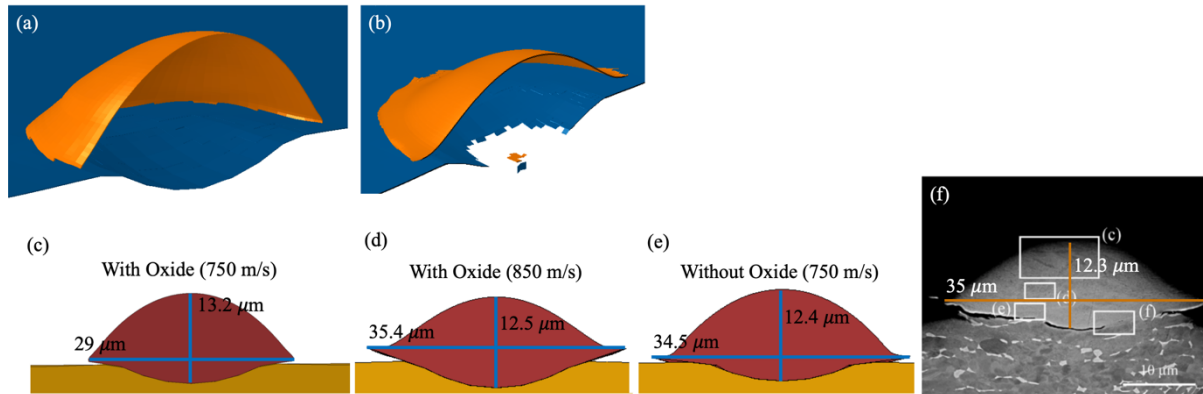 (a)
(b)
(c)
With Oxide (750 m/s)
13.2 μm
29 μm
(d)
With Oxide (850 m/s)
12.5 μm
35.4 μm
(e)
Without Oxide (750 m/s)
12.4 μm
34.5 μm
(f)
(c)
12.3 μm
35 μm
(e)
(f)
10 μm